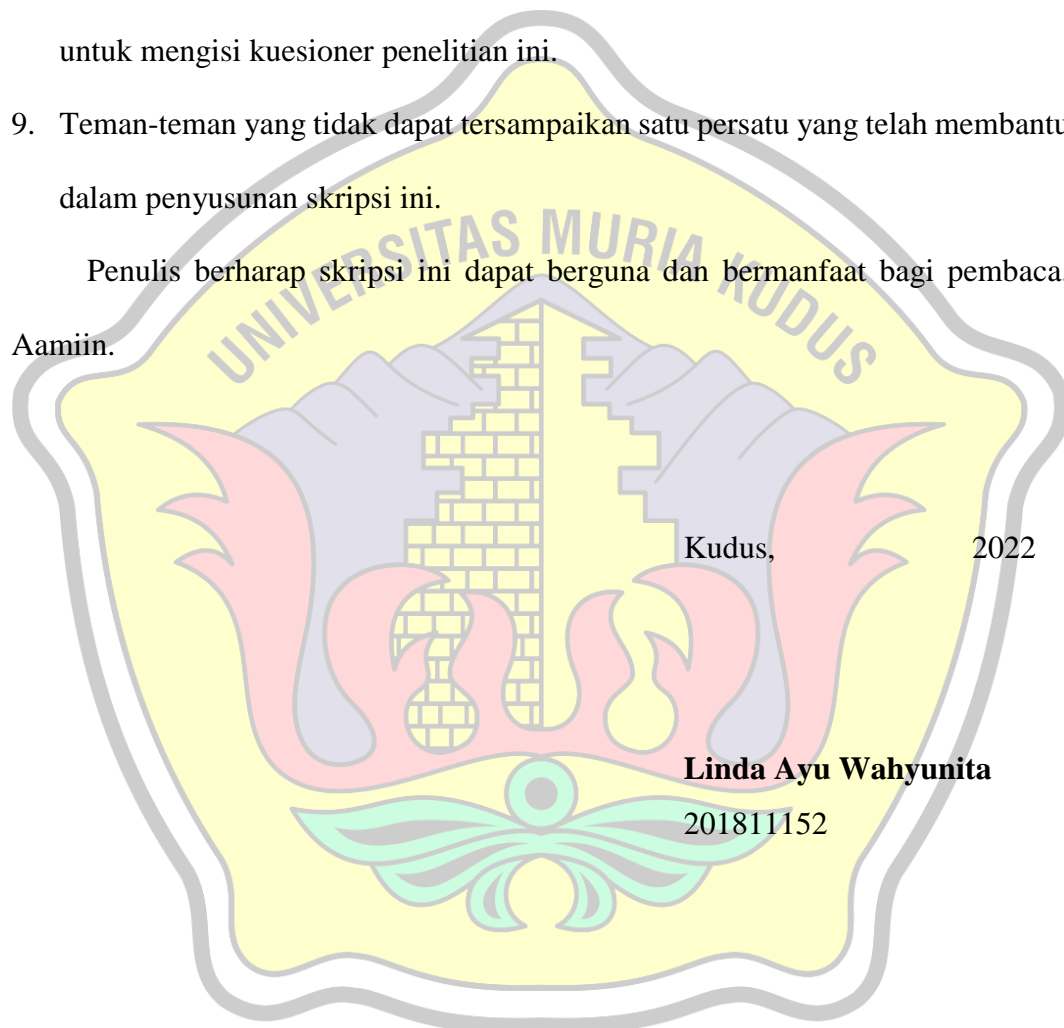 untuk mengisi kuesioner penelitian ini.
9. Teman-teman yang tidak dapat tersampaikan satu persatu yang telah membantu
dalam penyusunan skripsi ini.
UNIVERSITAS MURIA KUDUS
Penulis berharap skripsi ini dapat berguna dan bermanfaat bagi pembaca.
Aamiin.
Kudus, 2022
Linda Ayu Wahyunita
201811152